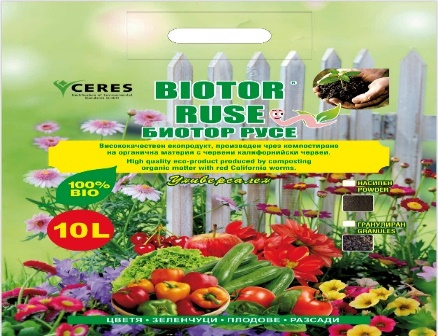 CERES
BIOTOR®
RUSE
БИОТОР РУСЕ
Висококачествен екопродукт, произведен чрез компостиране
на органична материя с червени калифорнийски червеи.
High quality eco-product produced by composting
organic matter with red California worms.
Универсален
100%
BIO
НАСИПЕН
POWDER
10L
ГРАНУЛИРАН
GRANULES
ЦВЕТЯ • ЗЕЛЕНЧУЦИ • ПЛОДОВЕ • РАЗСАДИ